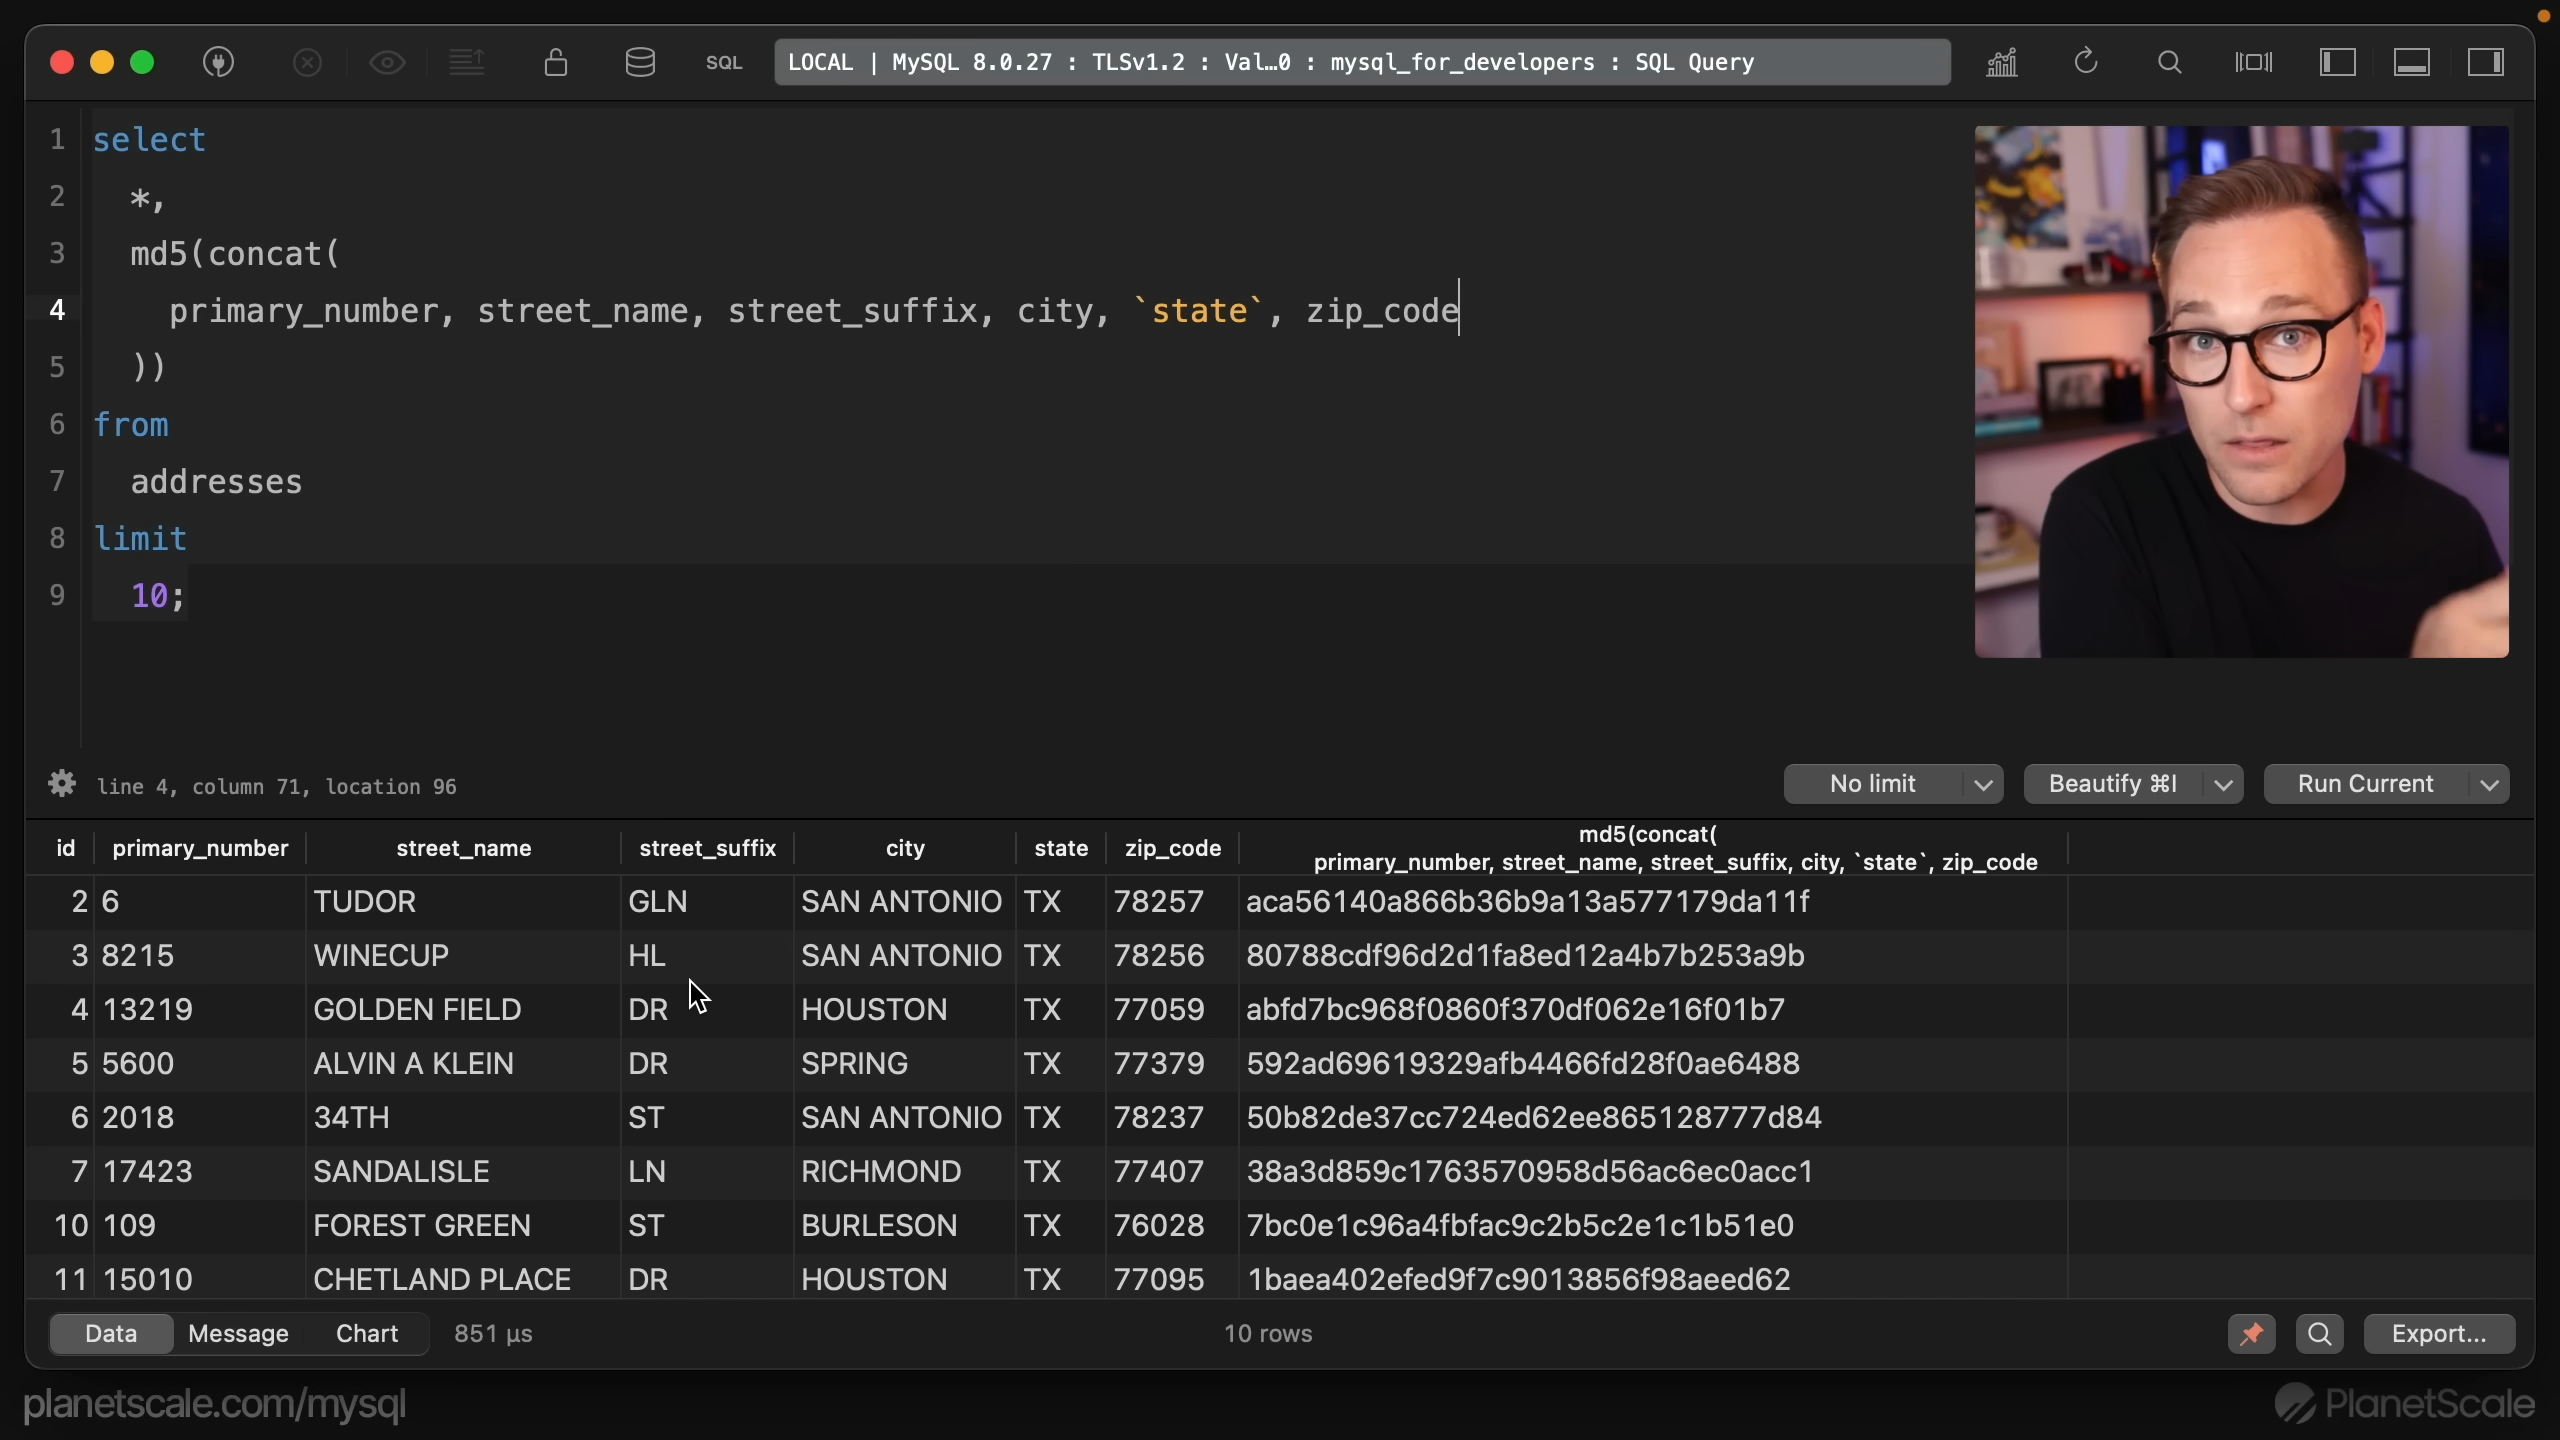 SQL LOCAL | MySQL 8.0.27 : TLSv1.2 : Val…0 : mysql_for_developers : SQL Query
1 select
2 *,
3 md5(concat(
4 primary_number, street_name, street_suffix, city, `state`, zip_code
5 ))
6 from
7 addresses
8 limit
9 10;
line 4, column 71, location 96 No limit Beautify ⌘I Run Current
id primary_number street_name street_suffix city state zip_code md5(concat(
primary_number, street_name, street_suffix, city, `state`, zip_code
2 6 TUDOR GLN SAN ANTONIO TX 78257 aca56140a866b36b9a13a577179da11f
3 8215 WINECUP HL SAN ANTONIO TX 78256 80788cdf96d2d1fa8ed12a4b7b253a9b
4 13219 GOLDEN FIELD DR HOUSTON TX 77059 abfd7bc968f0860f370df062e16f01b7
5 5600 ALVIN A KLEIN DR SPRING TX 77379 592ad69619329afb4466fd28f0ae6488
6 2018 34TH ST SAN ANTONIO TX 78237 50b82de37cc724ed62ee865128777d84
7 17423 SANDALISLE LN RICHMOND TX 77407 38a3d859c1763570958d56ac6ec0acc1
10 109 FOREST GREEN ST BURLESON TX 76028 7bc0e1c96a4fbfac9c2b5c2e1c1b51e0
11 15010 CHETLAND PLACE DR HOUSTON TX 77095 1baea402efed9f7c9013856f98aeed62
Data Message Chart 851 µs 10 rows Export...
planetscale.com/mysql PlanetScale